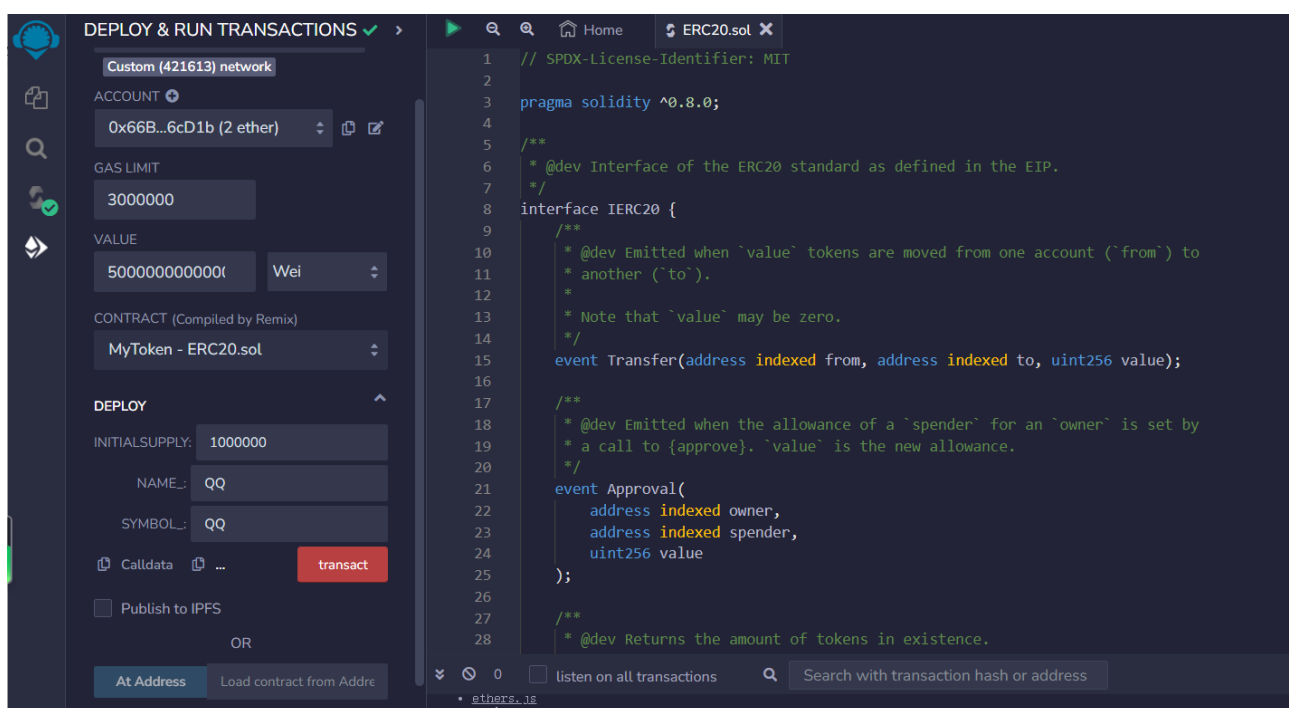 DEPLOY & RUN TRANSACTIONS
Custom (421613) network
ACCOUNT
0x66B...6cD1b (2 ether)
GAS LIMIT
3000000
VALUE
Wei
CONTRACT (Compiled by Remix)
MyToken - ERC20.sol
DEPLOY
INITIALSUPPLY: 1000000
NAME_: QQ
SYMBOL_: QQ
Calldata ... transact
Publish to IPFS
OR
At Address Load contract from Addre
Home ERC20.sol
1 // SPDX-License-Identifier: MIT
2
3 pragma solidity ^0.8.0;
4
5 /**
6 * @dev Interface of the ERC20 standard as defined in the EIP.
7 */
8 interface IERC20 {
9 /**
10 * @dev Emitted when `value` tokens are moved from one account (`from`) to
11 * another (`to`).
12 *
13 * Note that `value` may be zero.
14 */
15 event Transfer(address indexed from, address indexed to, uint256 value);
16
17 /**
18 * @dev Emitted when the allowance of a `spender` for an `owner` is set by
19 * a call to {approve}. `value` is the new allowance.
20 */
21 event Approval(
22 address indexed owner,
23 address indexed spender,
24 uint256 value
25 );
26
27 /**
28 * @dev Returns the amount of tokens in existence.
0 listen on all transactions Search with transaction hash or address
ethers.js